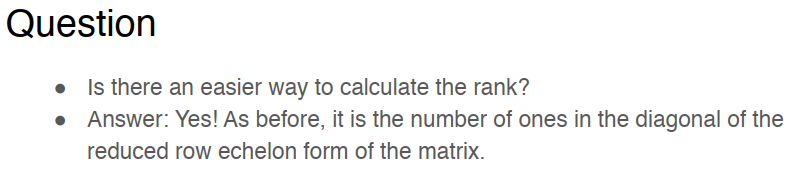 Question
● Is there an easier way to calculate the rank?
● Answer: Yes! As before, it is the number of ones in the diagonal of the
reduced row echelon form of the matrix.